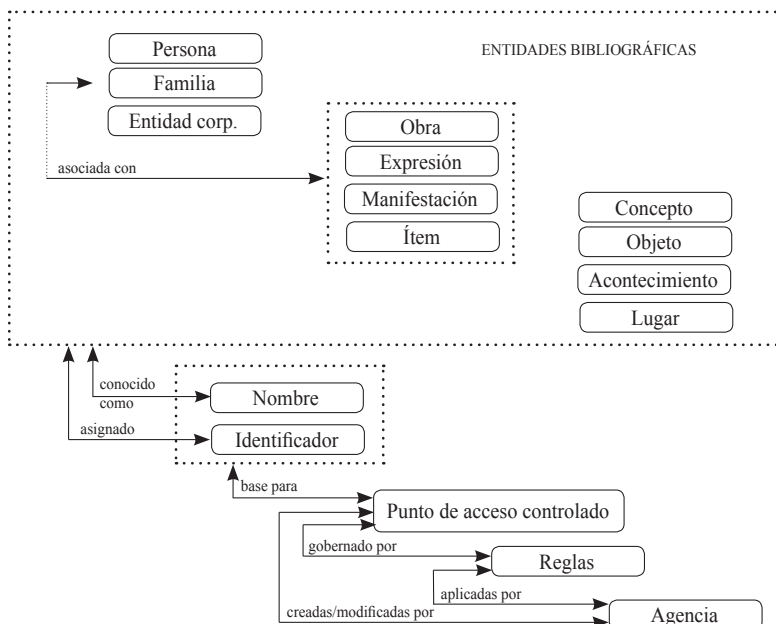 Persona
ENTIDADES BIBLIOGRÁFICAS
Familia
Entidad corp.
Obra
asociada con
Expresión
Manifestación
Ítem
Concepto
Objeto
Acontecimiento
Lugar
conocido
como
Nombre
asignado
Identificador
base para
Punto de acceso controlado
gobernado por
Reglas
aplicadas por
creadas/modificadas por
Agencia